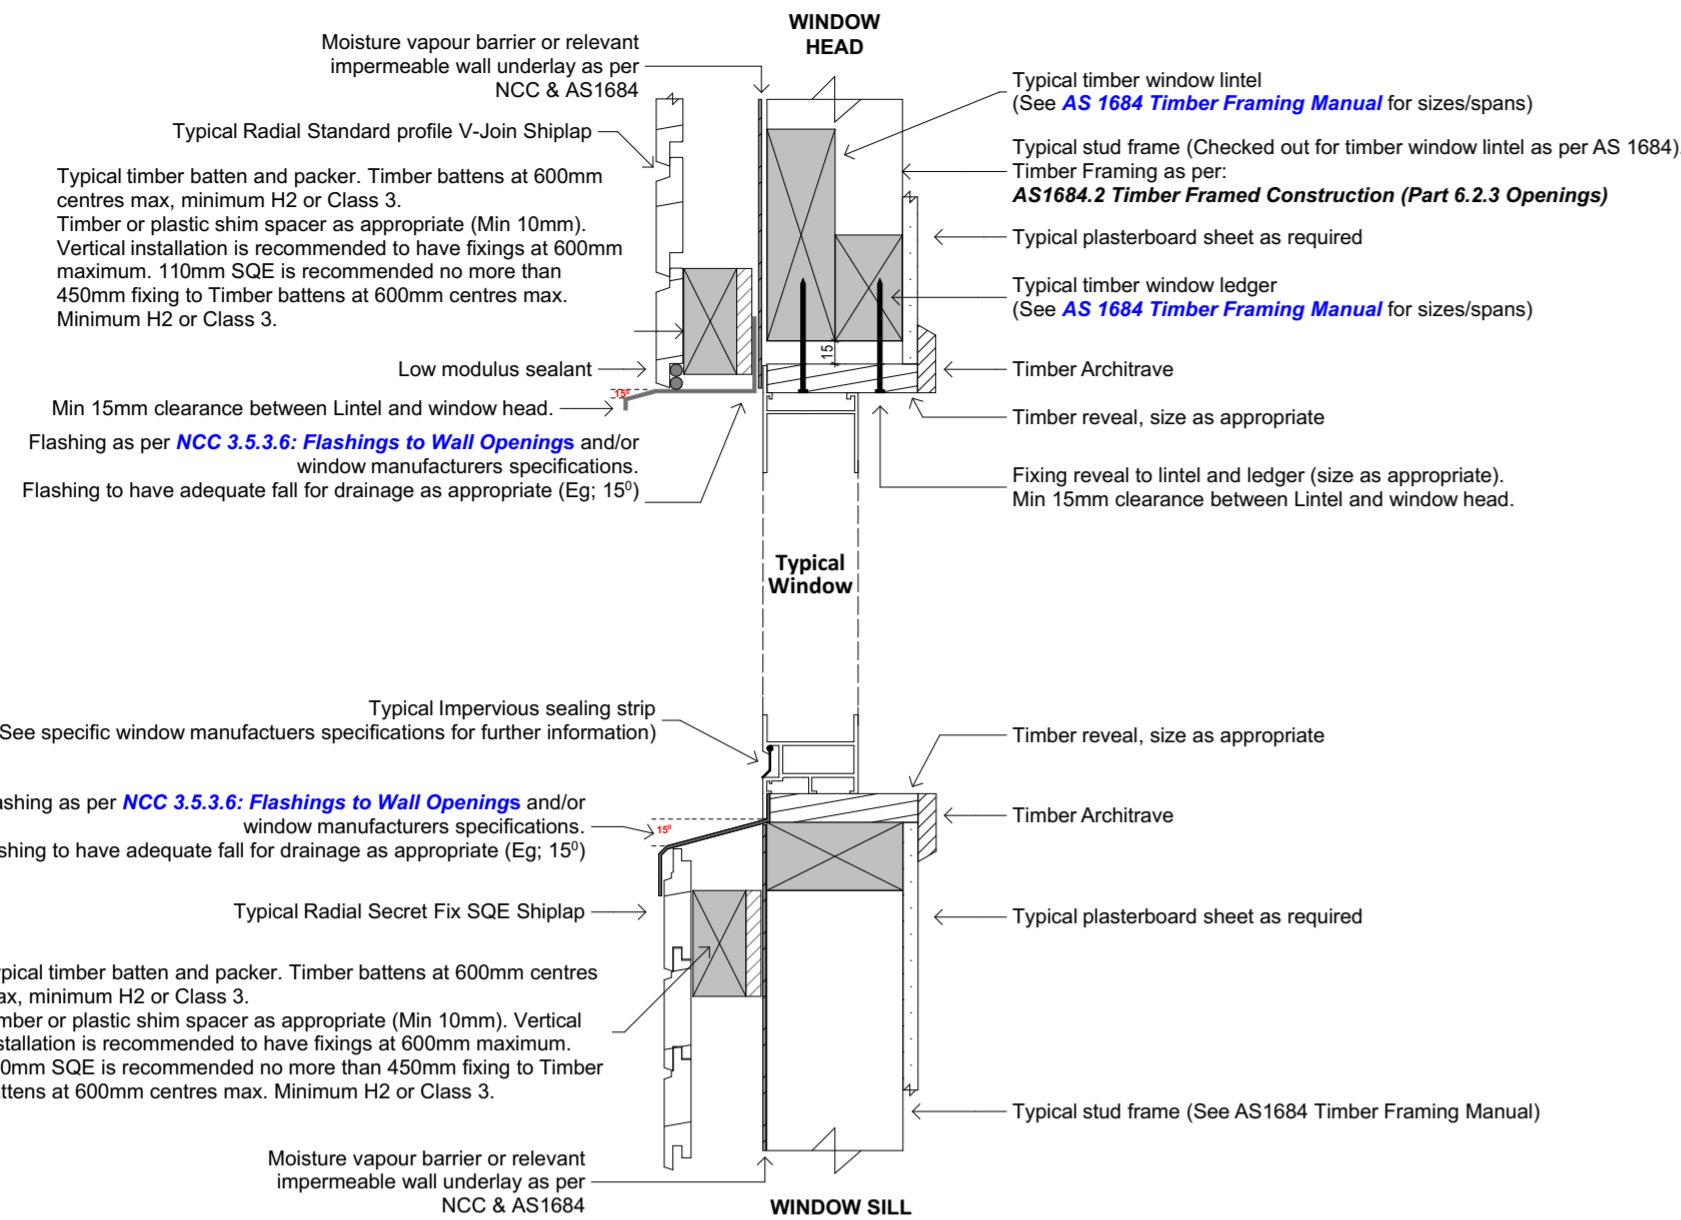 WINDOW
HEAD
Moisture vapour barrier or relevant
impermeable wall underlay as per
NCC & AS1684
Typical Radial Standard profile V-Join Shiplap
Typical timber batten and packer. Timber battens at 600mm
centres max, minimum H2 or Class 3.
Timber or plastic shim spacer as appropriate (Min 10mm).
Vertical installation is recommended to have fixings at 600mm
maximum. 110mm SQE is recommended no more than
450mm fixing to Timber battens at 600mm centres max.
Minimum H2 or Class 3.
Low modulus sealant
Min 15mm clearance between Lintel and window head.
15⁰
Flashing as per NCC 3.5.3.6: Flashings to Wall Openings and/or
window manufacturers specifications.
Flashing to have adequate fall for drainage as appropriate (Eg; 15⁰)
Typical timber window lintel
(See AS 1684 Timber Framing Manual for sizes/spans)
Typical stud frame (Checked out for timber window lintel as per AS 1684).
Timber Framing as per:
AS1684.2 Timber Framed Construction (Part 6.2.3 Openings)
Typical plasterboard sheet as required
Typical timber window ledger
(See AS 1684 Timber Framing Manual for sizes/spans)
15
Timber Architrave
Timber reveal, size as appropriate
Fixing reveal to lintel and ledger (size as appropriate).
Min 15mm clearance between Lintel and window head.
Typical
Window
Typical Impervious sealing strip
See specific window manufactuers specifications for further information)
ashing as per NCC 3.5.3.6: Flashings to Wall Openings and/or
window manufacturers specifications.
shing to have adequate fall for drainage as appropriate (Eg; 15⁰)
15⁰
Typical Radial Secret Fix SQE Shiplap
ypical timber batten and packer. Timber battens at 600mm centres
ax, minimum H2 or Class 3.
mber or plastic shim spacer as appropriate (Min 10mm). Vertical
stallation is recommended to have fixings at 600mm maximum.
0mm SQE is recommended no more than 450mm fixing to Timber
ttens at 600mm centres max. Minimum H2 or Class 3.
Moisture vapour barrier or relevant
impermeable wall underlay as per
NCC & AS1684
Timber reveal, size as appropriate
Timber Architrave
Typical plasterboard sheet as required
Typical stud frame (See AS1684 Timber Framing Manual)
WINDOW SILL